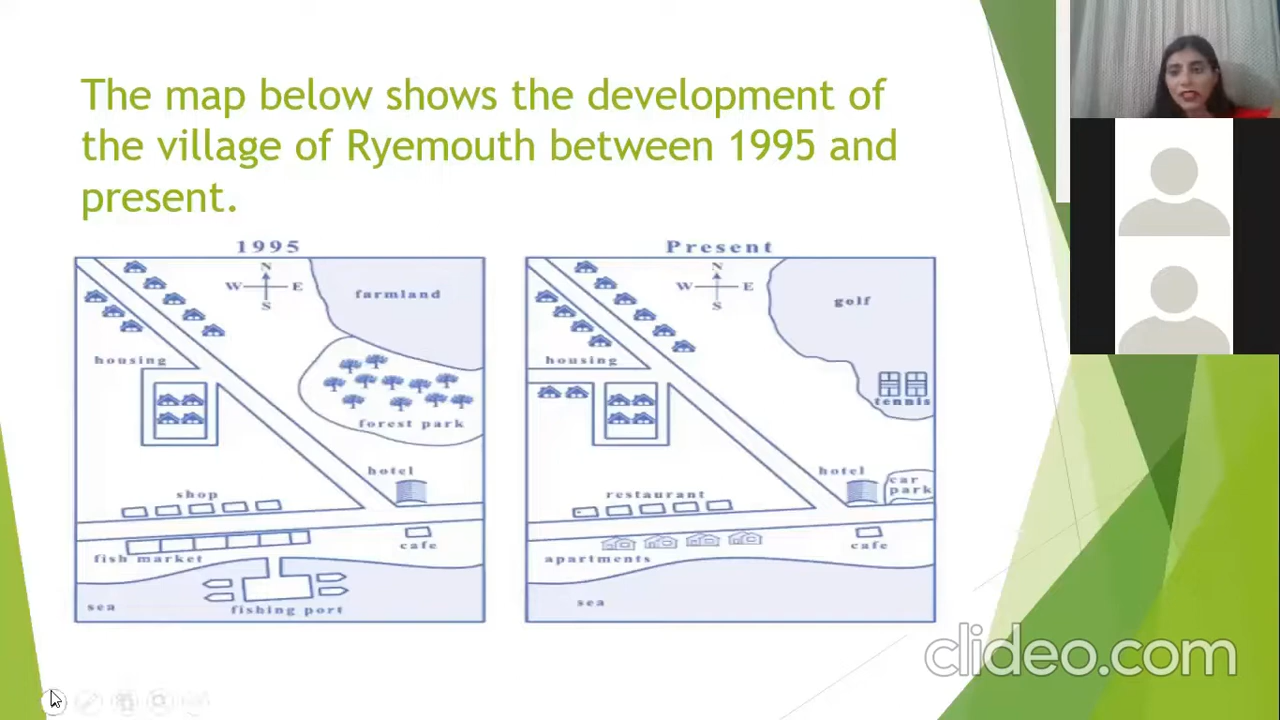 The map below shows the development of
the village of Ryemouth between 1995 and
present.
1995
N
W E
S
farmland
housing
forest park
hotel
shop
cafe
fish market
sea
fishing port
Present
N
W E
S
golf
housing
tennis
hotel
car
park
restaurant
cafe
apartments
sea
clideo.com